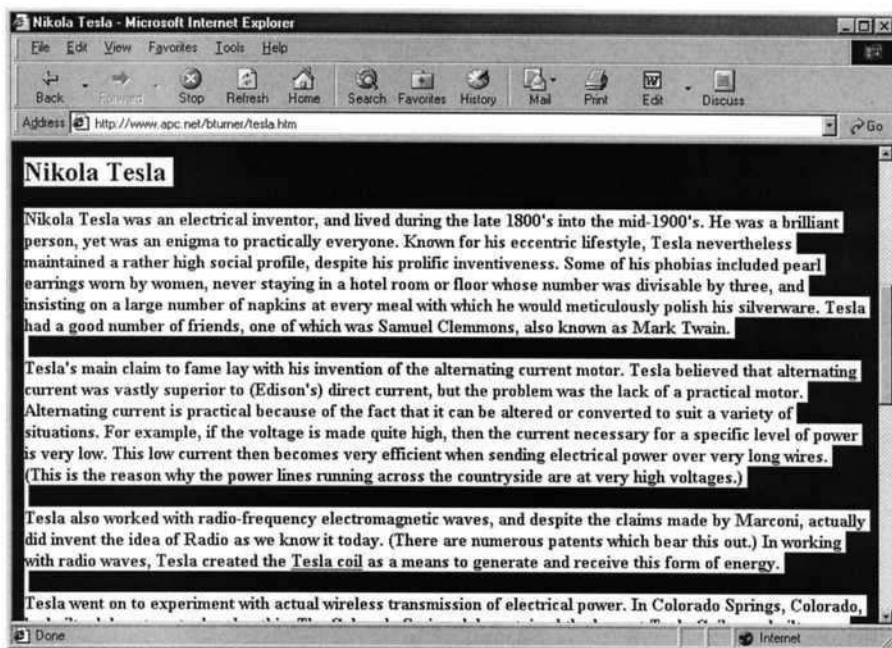 Nikola Tesla - Microsoft Internet Explorer
File Edit View Favorites Tools Help
Back Forward Stop Refresh Home Search Favorites History Mail Print Edit Discuss
Address http://www.apc.net/bturner/tesla.htm Go
Nikola Tesla
Nikola Tesla was an electrical inventor, and lived during the late 1800's into the mid-1900's. He was a brilliant
person, yet was an enigma to practically everyone. Known for his eccentric lifestyle, Tesla nevertheless
maintained a rather high social profile, despite his prolific inventiveness. Some of his phobias included pearl
earrings worn by women, never staying in a hotel room or floor whose number was divisable by three, and
insisting on a large number of napkins at every meal with which he would meticulously polish his silverware. Tesla
had a good number of friends, one of which was Samuel Clemmons, also known as Mark Twain.
Tesla's main claim to fame lay with his invention of the alternating current motor. Tesla believed that alternating
current was vastly superior to (Edison's) direct current, but the problem was the lack of a practical motor.
Alternating current is practical because of the fact that it can be altered or converted to suit a variety of
situations. For example, if the voltage is made quite high, then the current necessary for a specific level of power
is very low. This low current then becomes very efficient when sending electrical power over very long wires.
(This is the reason why the power lines running across the countryside are at very high voltages.)
Tesla also worked with radio-frequency electromagnetic waves, and despite the claims made by Marconi, actually
did invent the idea of Radio as we know it today. (There are numerous patents which bear this out.) In working
with radio waves, Tesla created the Tesla coil as a means to generate and receive this form of energy.
Tesla went on to experiment with actual wireless transmission of electrical power. In Colorado Springs, Colorado,
Done Internet